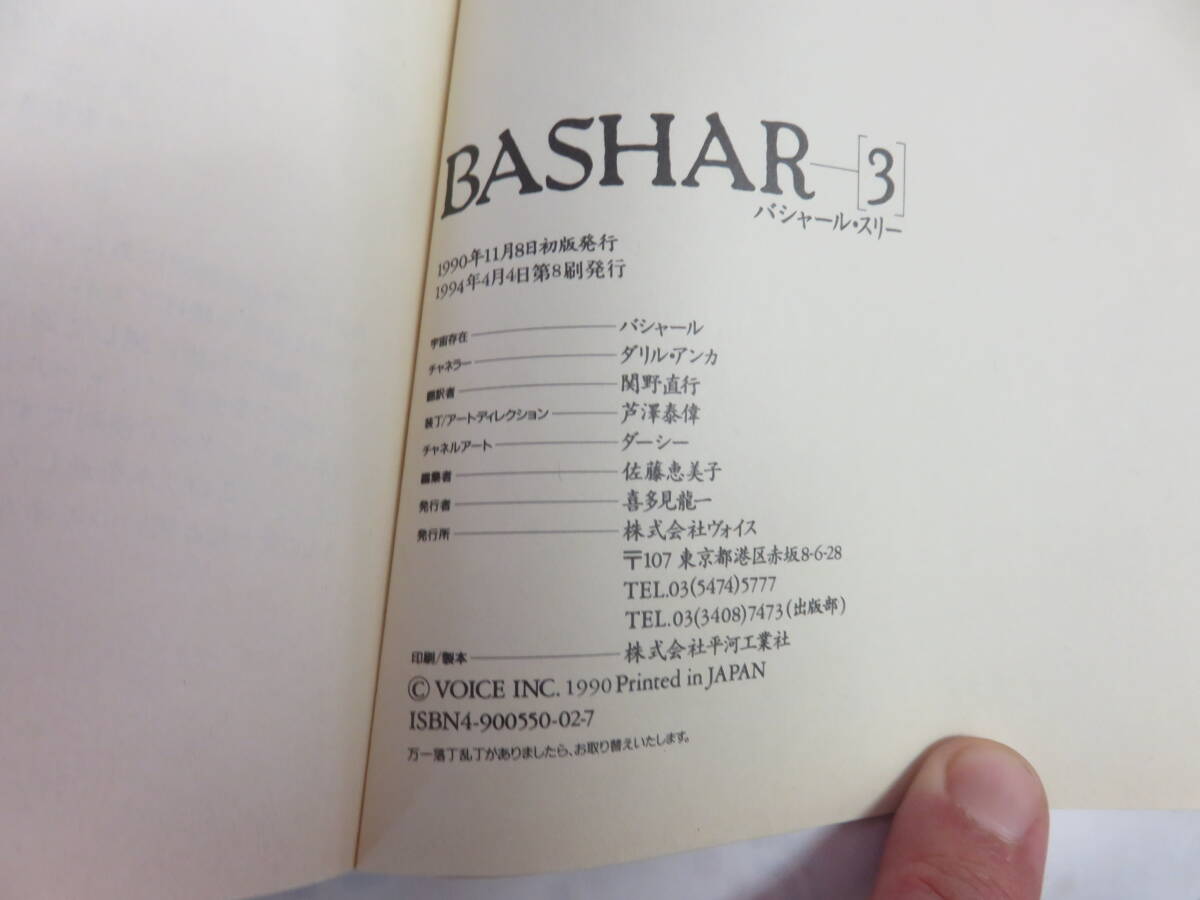 BASHAR—[3]
バシャール・スリー
1990年11月8日初版発行
1994年4月4日第8刷発行
宇宙存在 バシャール
チャネラー ダリル・アンカ
翻訳者 関野直行
装丁/アートディレクション 芦澤泰偉
チャネルアート ダーシー
編集者 佐藤恵美子
発行者 喜多見龍一
発行所 株式会社ヴォイス
〒107 東京都港区赤坂8-6-28
TEL.03(5474)5777
TEL.03(3408)7473(出版部)
印刷/製本 株式会社平河工業社
© VOICE INC. 1990 Printed in JAPAN
ISBN4-900550-02-7
万一落丁乱丁がありましたら、お取り替えいたします。